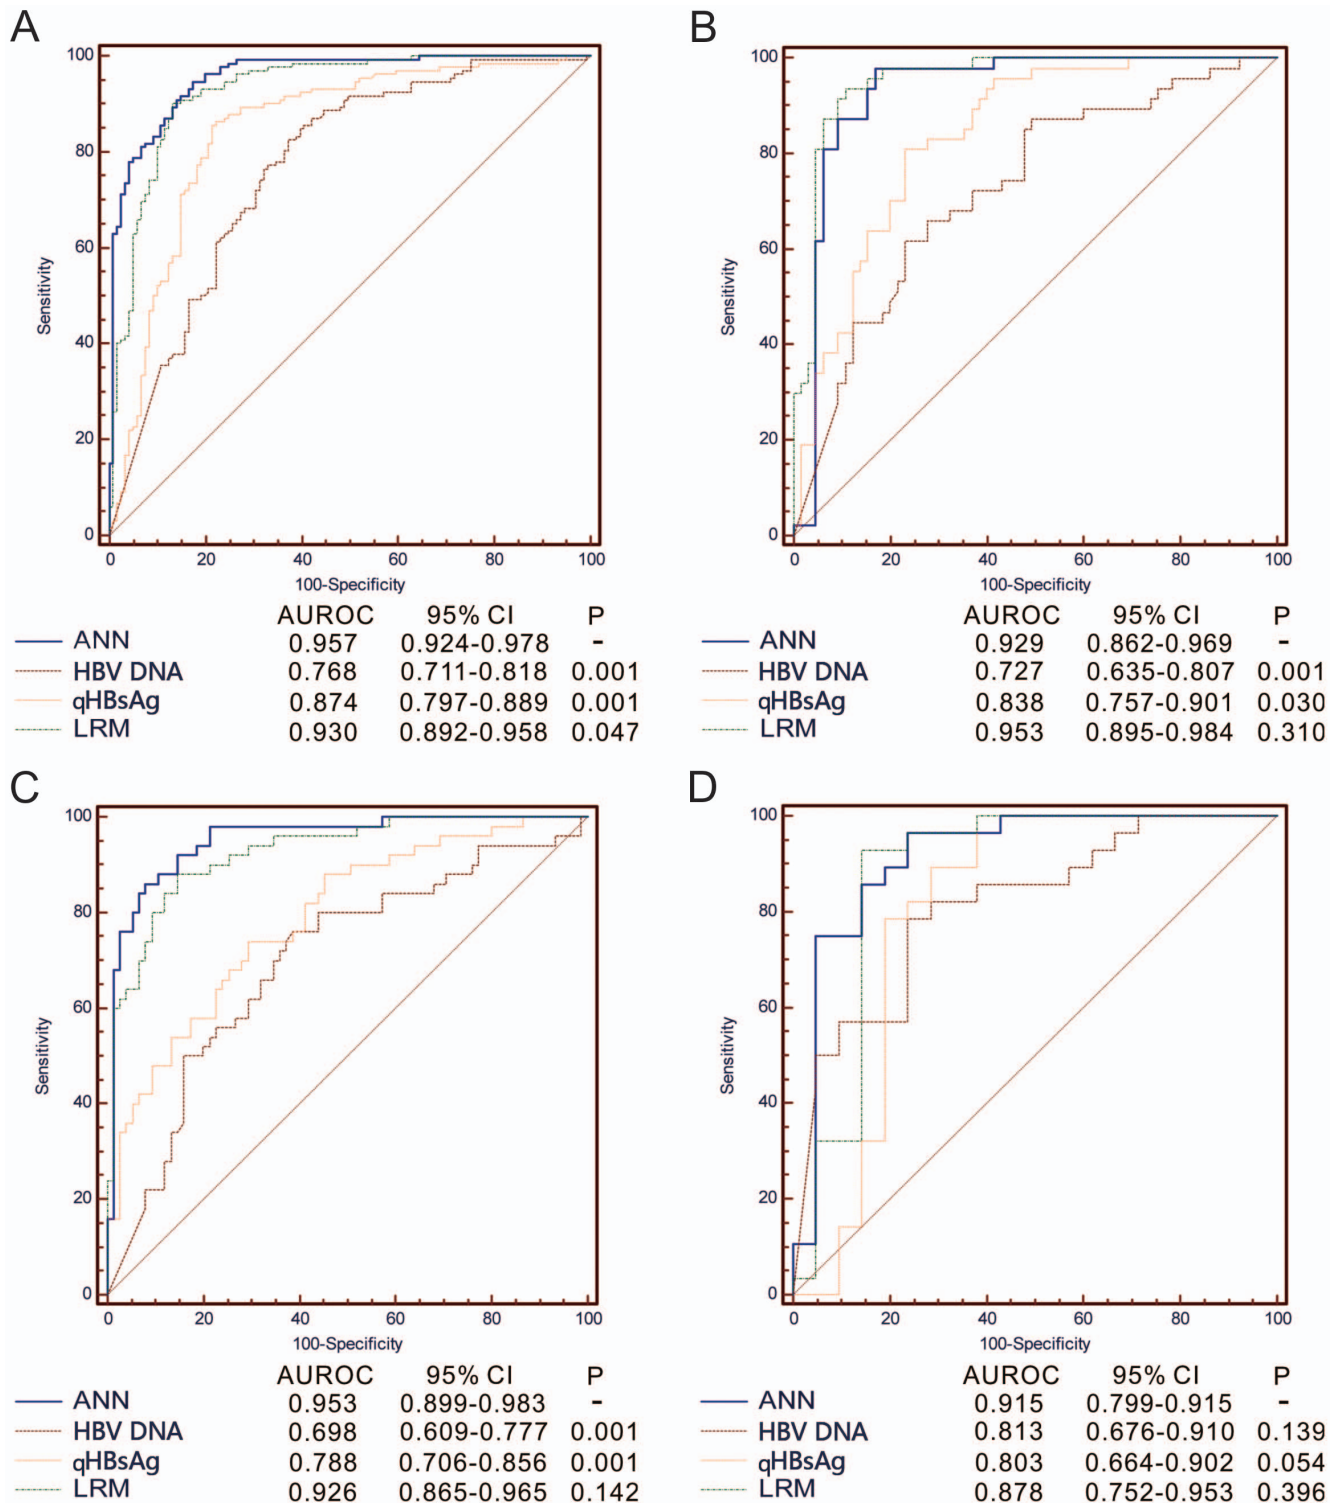 A
100
80
60
40
20
0
Sensitivity
0 20 40 60 80 100
100-Specificity
AUROC 95% CI P
ANN 0.957 0.924-0.978 -
HBV DNA 0.768 0.711-0.818 0.001
qHBsAg 0.874 0.797-0.889 0.001
LRM 0.930 0.892-0.958 0.047
B
100
80
60
40
20
0
Sensitivity
0 20 40 60 80 100
100-Specificity
AUROC 95% CI P
ANN 0.929 0.862-0.969 -
HBV DNA 0.727 0.635-0.807 0.001
qHBsAg 0.838 0.757-0.901 0.030
LRM 0.953 0.895-0.984 0.310
C
100
80
60
40
20
0
Sensitivity
0 20 40 60 80 100
100-Specificity
AUROC 95% CI P
ANN 0.953 0.899-0.983 -
HBV DNA 0.698 0.609-0.777 0.001
qHBsAg 0.788 0.706-0.856 0.001
LRM 0.926 0.865-0.965 0.142
D
100
80
60
40
20
0
Sensitivity
0 20 40 60 80 100
100-Specificity
AUROC 95% CI P
ANN 0.915 0.799-0.915 -
HBV DNA 0.813 0.676-0.910 0.139
qHBsAg 0.803 0.664-0.902 0.054
LRM 0.878 0.752-0.953 0.396